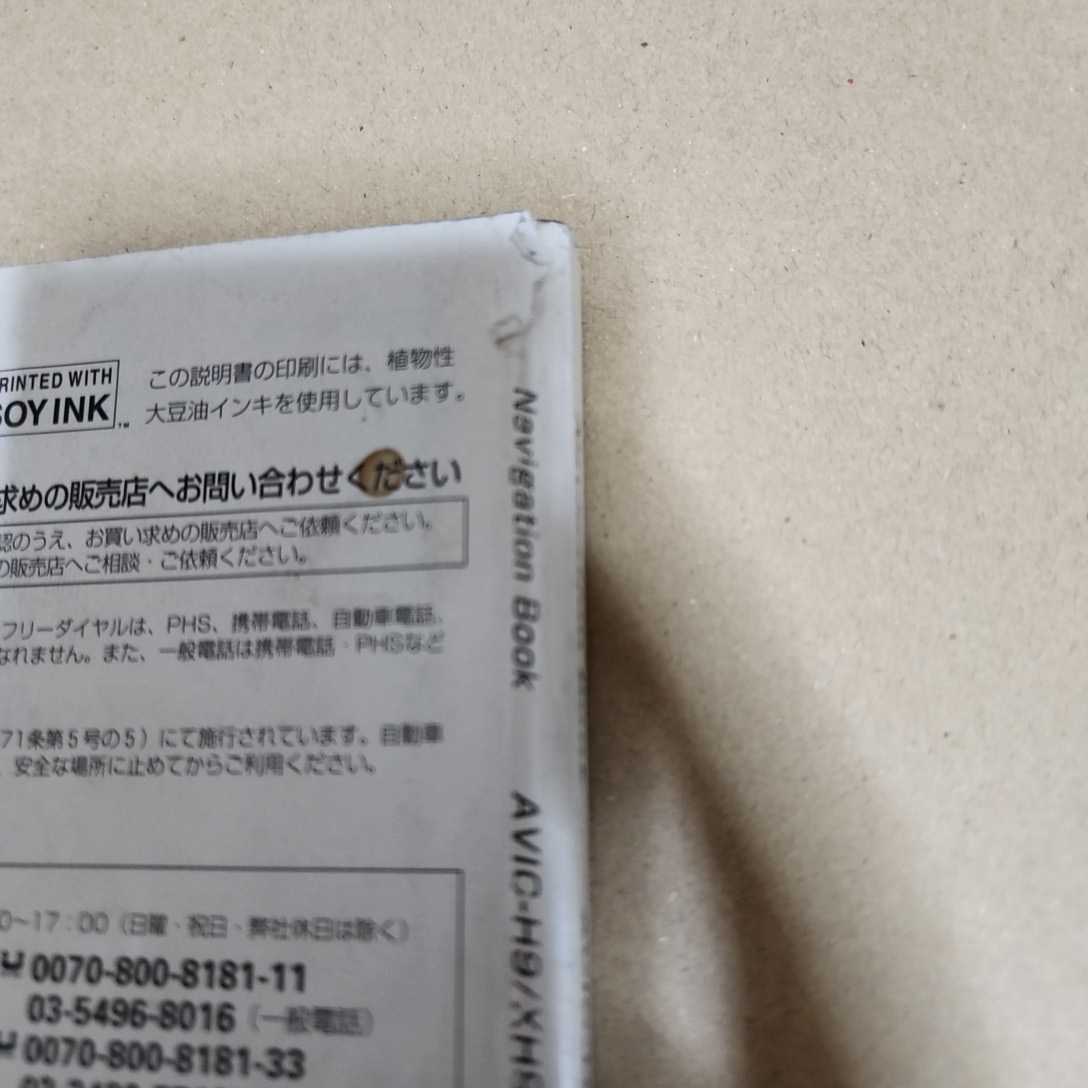 PRINTED WITH
SOY INK™
この説明書の印刷には、植物性
大豆油インキを使用しています。
求めの販売店へお問い合わせください
認のうえ、お買い求めの販売店へご依頼ください。
の販売店へご相談・ご依頼ください。
フリーダイヤルは、PHS、携帯電話、自動車電話、
なれません。また、一般電話は携帯電話・PHSなど
71条第5号の5）にて施行されています。自動車
安全な場所に止めてからご利用ください。
0〜17：00（日曜・祝日・弊社休日は除く）
0070-800-8181-11
03-5496-8016（一般電話）
0070-800-8181-33
Navigation Book
AVIC-H9/XH